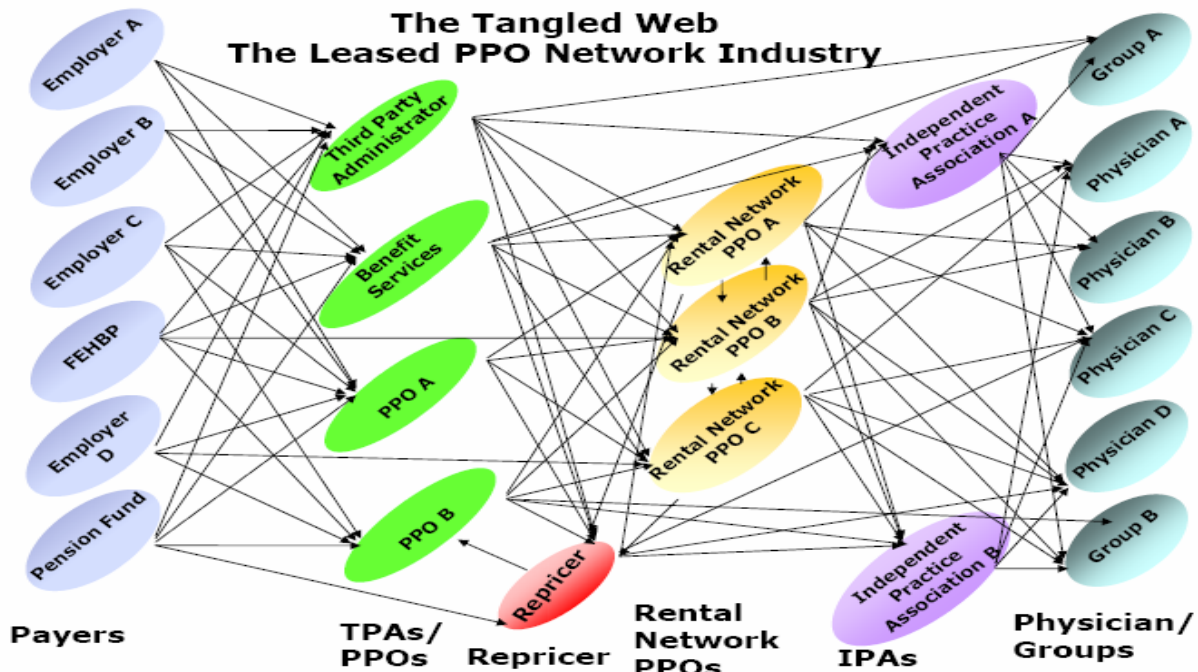 The Tangled Web
The Leased PPO Network Industry
Employer A
Employer B
Employer C
FEHBP
Employer
D
Pension Fund
Third Party
Administrator
Benefit
Services
PPO A
PPO B
Repricer
Rental Network
PPO A
Rental Network
PPO B
Rental Network
PPO C
Independent
Practice
Association A
Independent
Practice
Association B
Group A
Physician A
Physician B
Physician C
Physician D
Group B
Payers
TPAs/
PPOs
Repricer
Rental
Network
PPOs
IPAs
Physician/
Groups